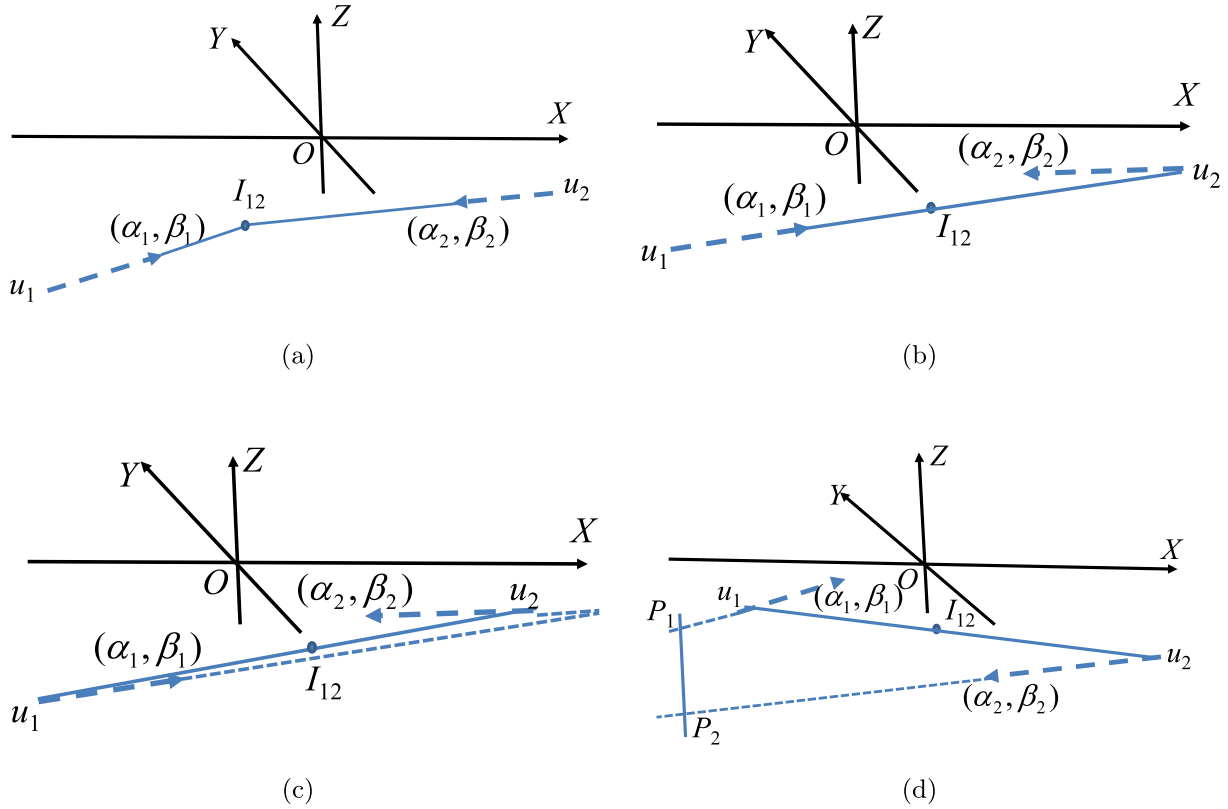 Z
Y
X
O
I₁₂
u₂
(α₁, β₁)
(α₂, β₂)
u₁
(a)
Z
Y
X
O
(α₂, β₂)
u₂
(α₁, β₁)
I₁₂
u₁
(b)
Z
Y
X
O
(α₂, β₂)
u₂
(α₁, β₁)
I₁₂
u₁
(c)
Z
Y
X
O
u₁
(α₁, β₁)
I₁₂
P₁
u₂
(α₂, β₂)
P₂
(d)